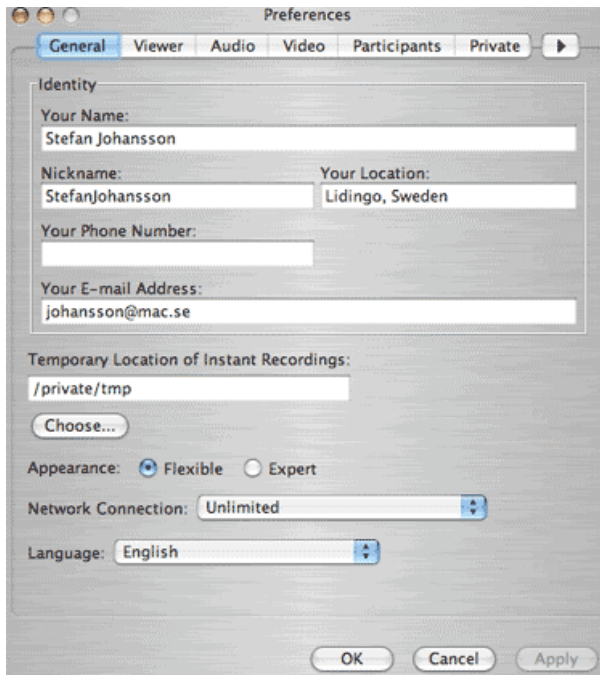 Preferences
General Viewer Audio Video Participants Private
Identity
Your Name:
Stefan Johansson
Nickname: Your Location:
StefanJohansson Lidingo, Sweden
Your Phone Number:
Your E-mail Address:
johansson@mac.se
Temporary Location of Instant Recordings:
/private/tmp
Choose...
Appearance: Flexible Expert
Network Connection: Unlimited
Language: English
OK Cancel Apply